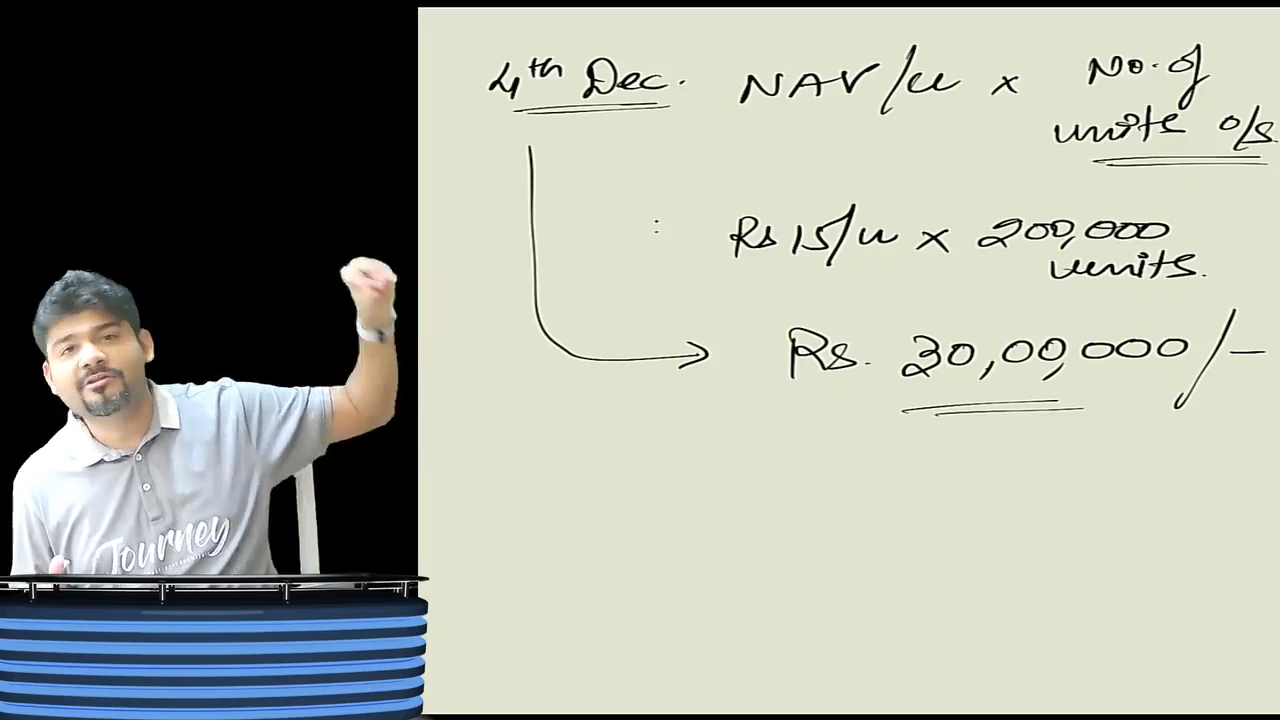 4th Dec. NAV/u × No. of
units o/s.
: Rs 15/u × 200,000
units.
Rs. 30,00,000/-
Journey